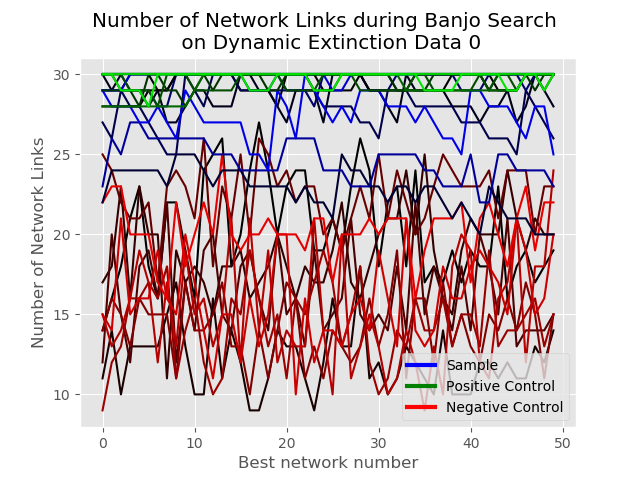 Number of Network Links during Banjo Search
on Dynamic Extinction Data 0
Number of Network Links
30
25
20
15
10
0
10
20
30
40
50
Best network number
Sample
Positive Control
Negative Control